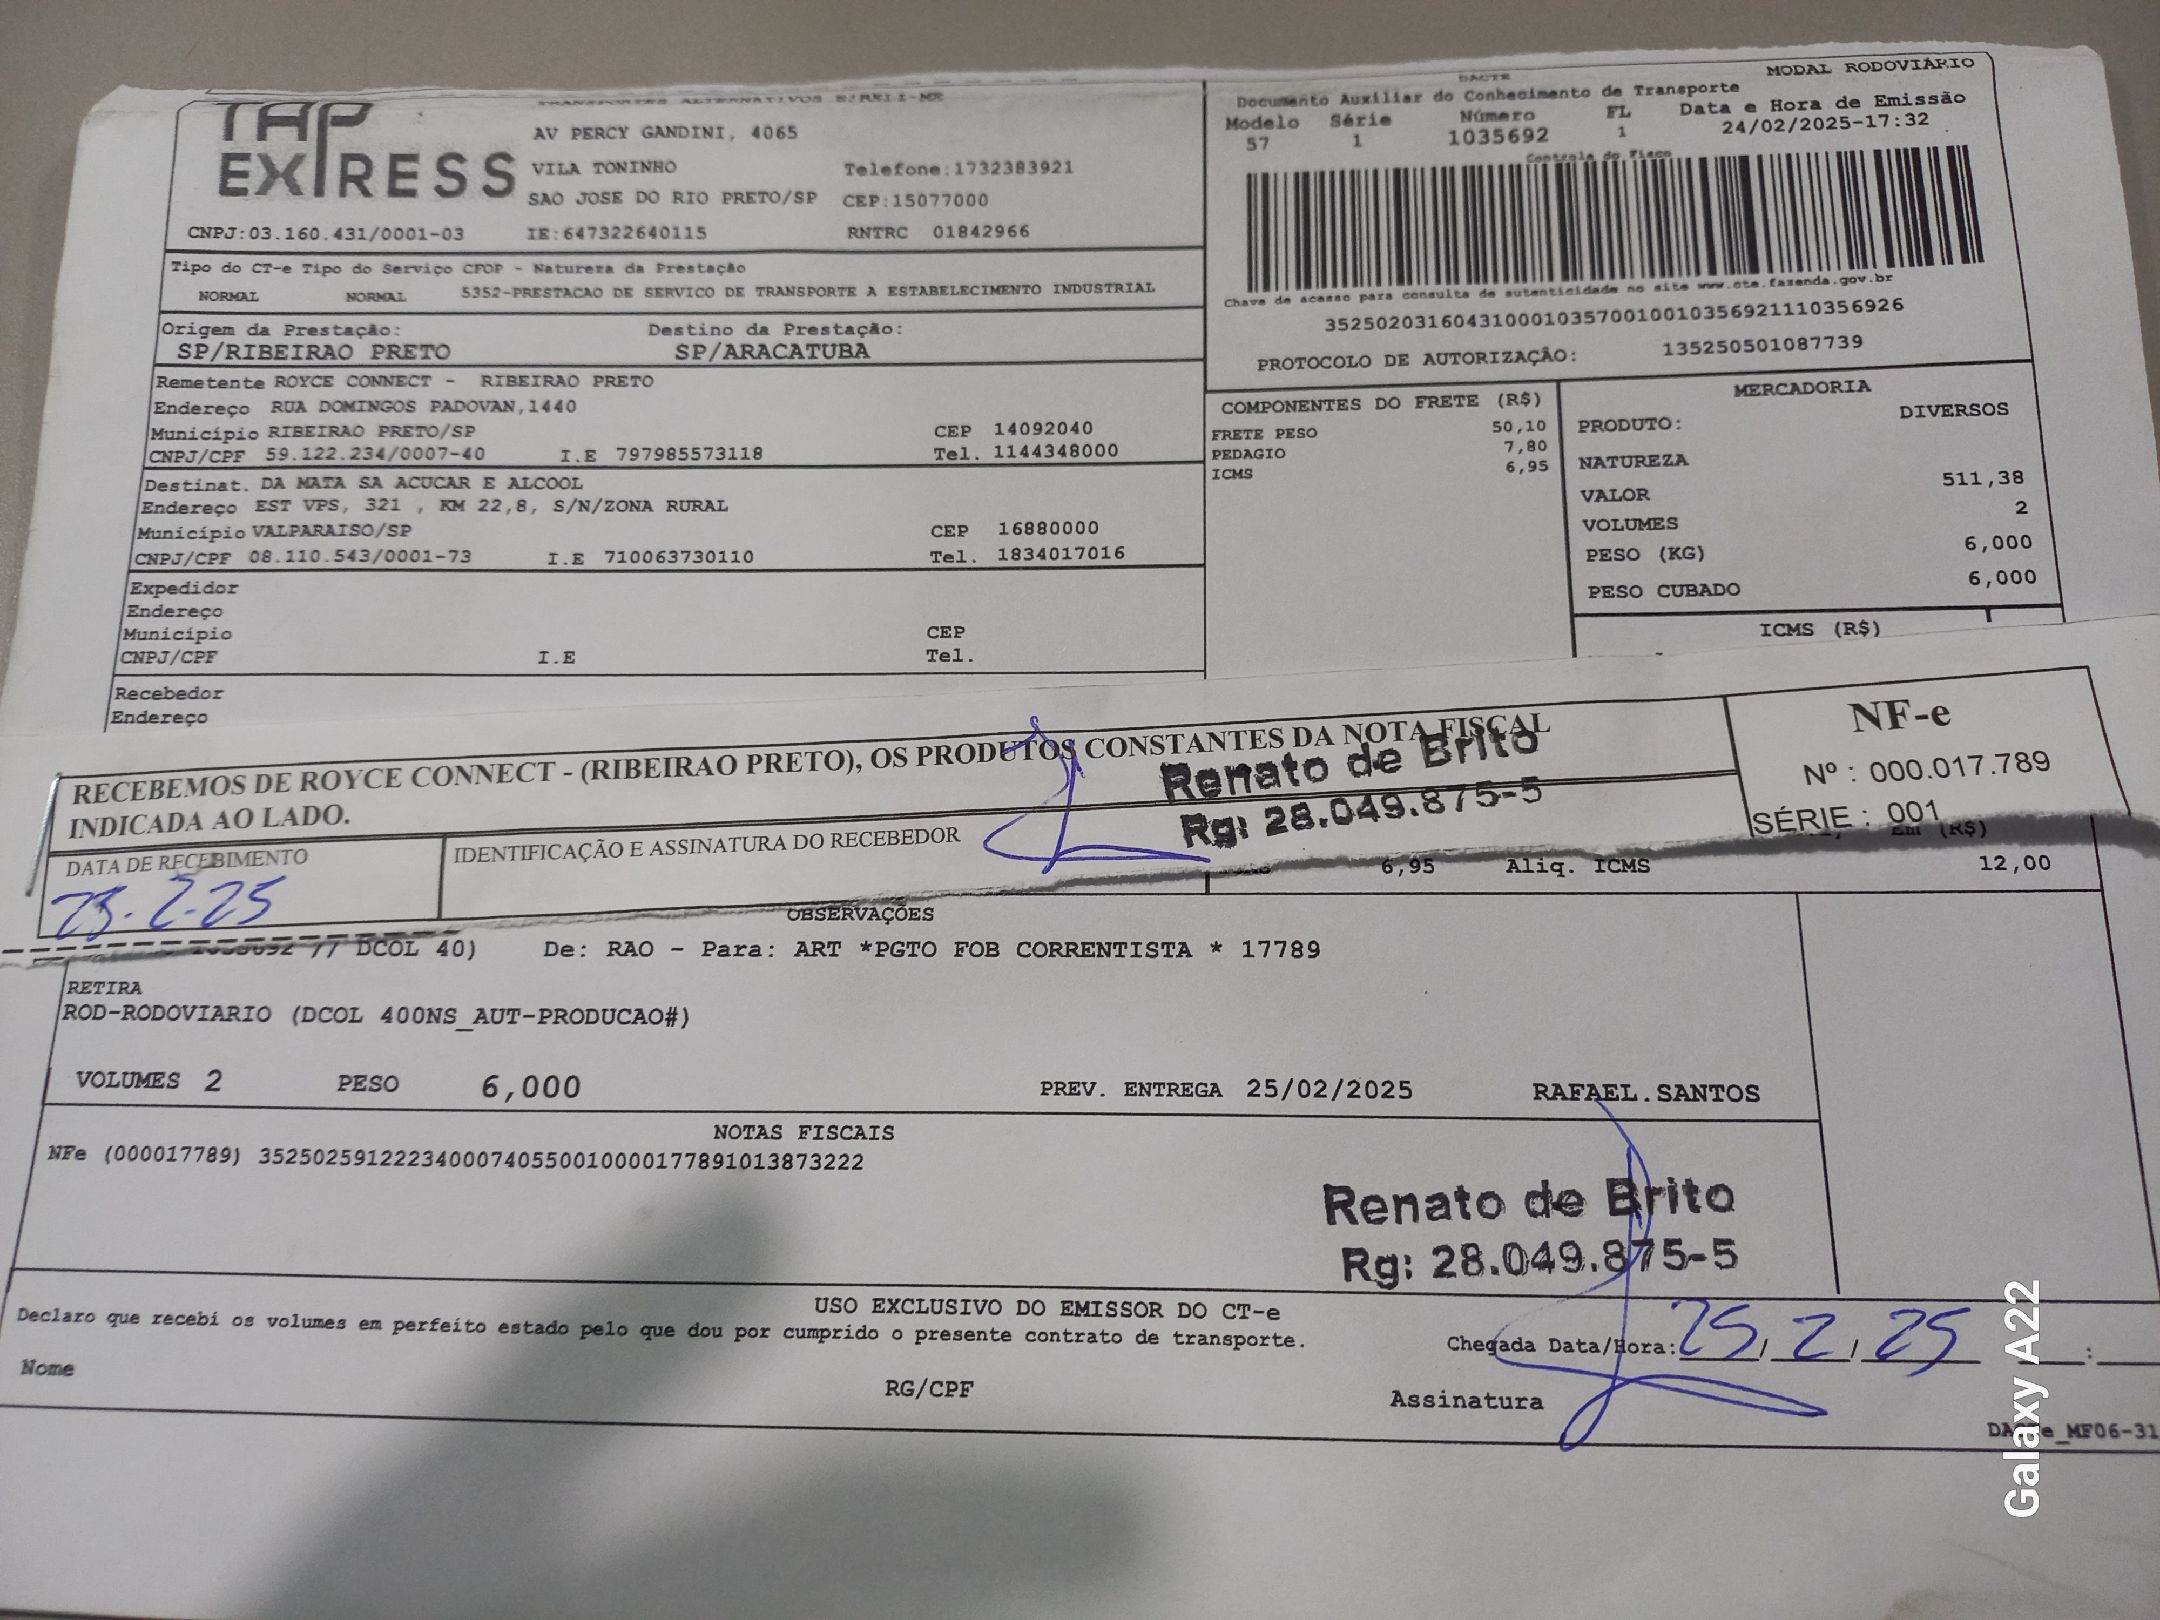 TAP
EXPRESS
TRANSPORTES ALTERNATIVOS EIRELI-ME
AV PERCY GANDINI, 4065
VILA TONINHO Telefone:1732383921
SAO JOSE DO RIO PRETO/SP CEP:15077000
CNPJ:03.160.431/0001-03 IE:647322640115 RNTRC 01842966
Tipo do CT-e Tipo do Serviço CFOP - Natureza da Prestação
NORMAL NORMAL 5352-PRESTACAO DE SERVICO DE TRANSPORTE A ESTABELECIMENTO INDUSTRIAL
Origem da Prestação: Destino da Prestação:
SP/RIBEIRAO PRETO SP/ARACATUBA
Remetente ROYCE CONNECT - RIBEIRAO PRETO
Endereço RUA DOMINGOS PADOVAN,1440
Município RIBEIRAO PRETO/SP CEP 14092040
CNPJ/CPF 59.122.234/0007-40 I.E 797985573118 Tel. 1144348000
Destinat. DA MATA SA ACUCAR E ALCOOL
Endereço EST VPS, 321 , KM 22,8, S/N/ZONA RURAL
Município VALPARAISO/SP CEP 16880000
CNPJ/CPF 08.110.543/0001-73 I.E 710063730110 Tel. 1834017016
Expedidor
Endereço
Município CEP
CNPJ/CPF I.E Tel.
Recebedor
Endereço
DACTE MODAL RODOVIÁRIO
Documento Auxiliar do Conhecimento de Transporte
Modelo Série Número FL Data e Hora de Emissão
57 1 1035692 1 24/02/2025-17:32
Controle do Fisco
Chave de acesso para consulta de autenticidade no site www.cte.fazenda.gov.br
35250203160431000103570010010356921110356926
PROTOCOLO DE AUTORIZAÇÃO: 135250501087739
COMPONENTES DO FRETE (R$)
FRETE PESO 50,10
PEDAGIO 7,80
ICMS 6,95
MERCADORIA
PRODUTO: DIVERSOS
NATUREZA
VALOR 511,38
VOLUMES 2
PESO (KG) 6,000
PESO CUBADO 6,000
ICMS (R$)
RECEBEMOS DE ROYCE CONNECT - (RIBEIRAO PRETO), OS PRODUTOS CONSTANTES DA NOTA FISCAL
INDICADA AO LADO.
Renato de Brito
Rg: 28.049.875-5
NF-e
Nº : 000.017.789
SÉRIE : 001
DATA DE RECEBIMENTO IDENTIFICAÇÃO E ASSINATURA DO RECEBEDOR
25.2.25
(R$)
6,95 Aliq. ICMS 12,00
OBSERVAÇÕES
1035692 // DCOL 40) De: RAO - Para: ART *PGTO FOB CORRENTISTA * 17789
RETIRA
ROD-RODOVIARIO (DCOL 400NS_AUT-PRODUCAO#)
VOLUMES 2 PESO 6,000 PREV. ENTREGA 25/02/2025 RAFAEL.SANTOS
NOTAS FISCAIS
NFe (000017789) 35250259122234000740550010000177891013873222
Renato de Brito
Rg: 28.049.875-5
USO EXCLUSIVO DO EMISSOR DO CT-e
Declaro que recebi os volumes em perfeito estado pelo que dou por cumprido o presente contrato de transporte.
Chegada Data/Hora: 25/2/25 :
Nome RG/CPF Assinatura
MF06-31
Galaxy A22